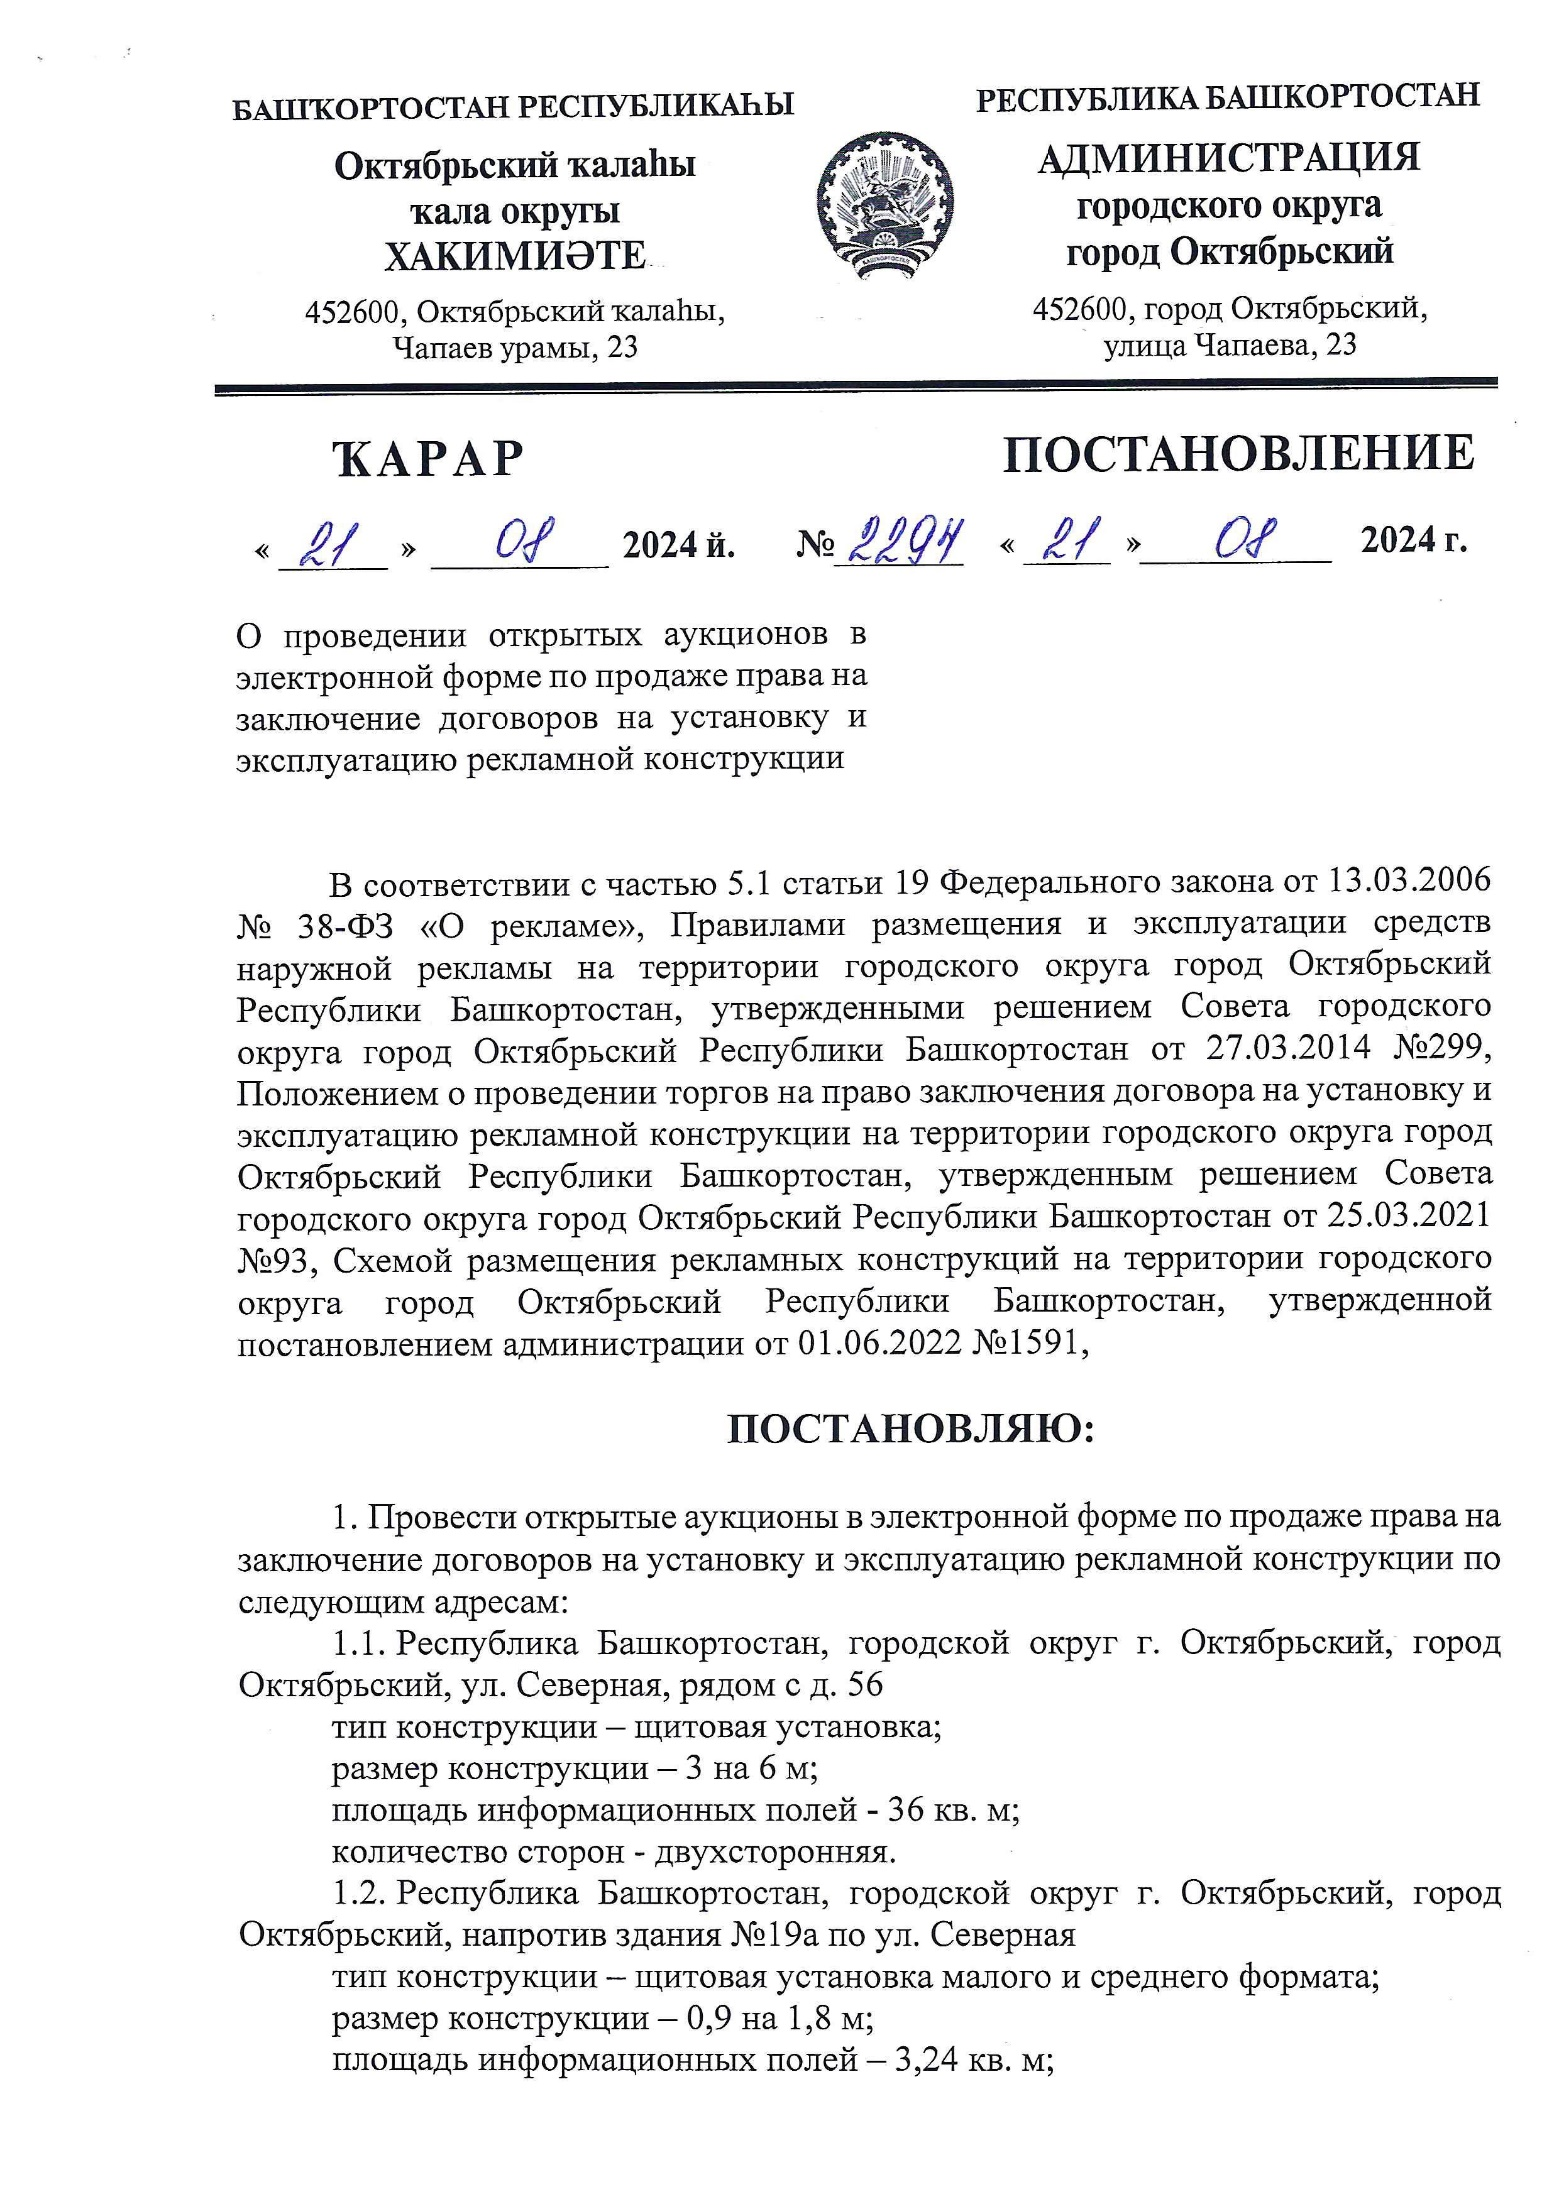 БАШҠОРТОСТАН РЕСПУБЛИКАҺЫ
Октябрьский ҡалаһы
ҡала округы
ХАКИМИӘТЕ
452600, Октябрьский ҡалаһы,
Чапаев урамы, 23
РЕСПУБЛИКА БАШКОРТОСТАН
АДМИНИСТРАЦИЯ
городского округа
город Октябрьский
452600, город Октябрьский,
улица Чапаева, 23
ҠАРАР
ПОСТАНОВЛЕНИЕ
« 21 » 08 2024 й. № 2294 « 21 » 08 2024 г.
О проведении открытых аукционов в
электронной форме по продаже права на
заключение договоров на установку и
эксплуатацию рекламной конструкции
В соответствии с частью 5.1 статьи 19 Федерального закона от 13.03.2006
№ 38-ФЗ «О рекламе», Правилами размещения и эксплуатации средств
наружной рекламы на территории городского округа город Октябрьский
Республики Башкортостан, утвержденными решением Совета городского
округа город Октябрьский Республики Башкортостан от 27.03.2014 №299,
Положением о проведении торгов на право заключения договора на установку и
эксплуатацию рекламной конструкции на территории городского округа город
Октябрьский Республики Башкортостан, утвержденным решением Совета
городского округа город Октябрьский Республики Башкортостан от 25.03.2021
№93, Схемой размещения рекламных конструкций на территории городского
округа город Октябрьский Республики Башкортостан, утвержденной
постановлением администрации от 01.06.2022 №1591,
ПОСТАНОВЛЯЮ:
1. Провести открытые аукционы в электронной форме по продаже права на
заключение договоров на установку и эксплуатацию рекламной конструкции по
следующим адресам:
1.1. Республика Башкортостан, городской округ г. Октябрьский, город
Октябрьский, ул. Северная, рядом с д. 56
тип конструкции – щитовая установка;
размер конструкции – 3 на 6 м;
площадь информационных полей - 36 кв. м;
количество сторон - двухсторонняя.
1.2. Республика Башкортостан, городской округ г. Октябрьский, город
Октябрьский, напротив здания №19а по ул. Северная
тип конструкции – щитовая установка малого и среднего формата;
размер конструкции – 0,9 на 1,8 м;
площадь информационных полей – 3,24 кв. м;